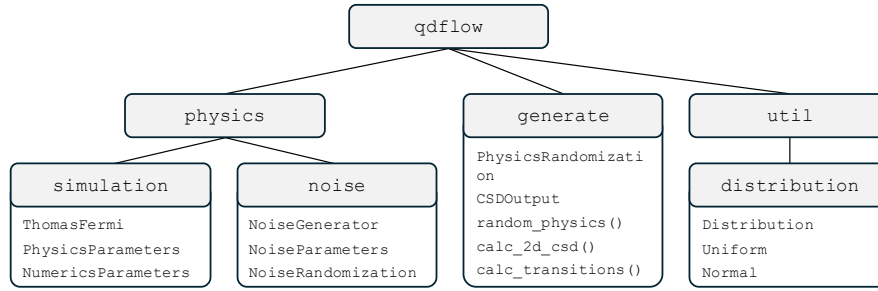 qdflow
physics
generate
util
simulation
noise
distribution
ThomasFermi
PhysicsParameters
NumericsParameters
NoiseGenerator
NoiseParameters
NoiseRandomization
PhysicsRandomizati
on
CSDOutput
random_physics()
calc_2d_csd()
calc_transitions()
Distribution
Uniform
Normal